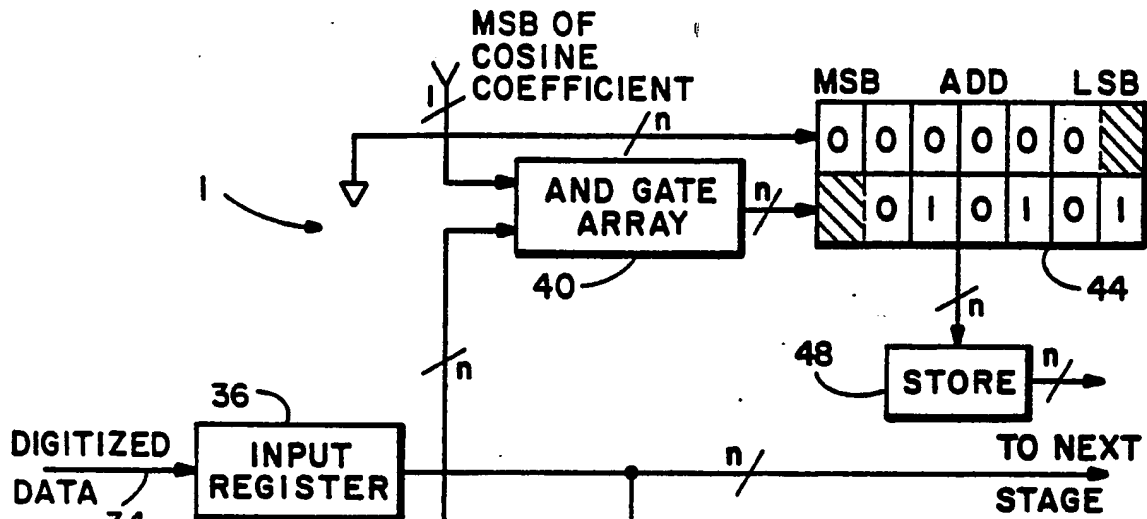 MSB OF
COSINE
COEFFICIENT
1
n
MSB ADD LSB
0 0 0 0 0 0
0 1 0 1 0 1
1
AND GATE
ARRAY
n
40
44
n
n
48
STORE
n
36
DIGITIZED
DATA
34
INPUT
REGISTER
n
TO NEXT
STAGE